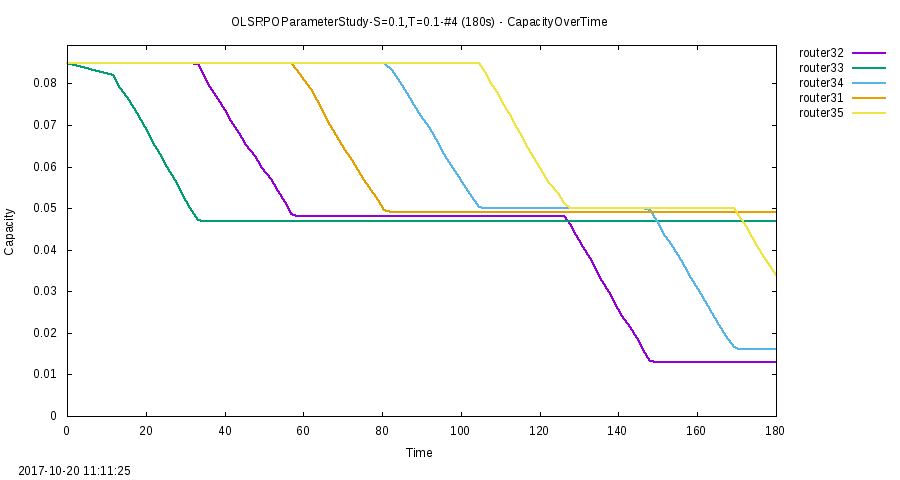 OLSRPOParameterStudy-S=0.1,T=0.1-#4 (180s) - CapacityOverTime
router32
router33
router34
router31
router35
0.08
0.07
0.06
0.05
0.04
0.03
0.02
0.01
0
Capacity
0 20 40 60 80 100 120 140 160 180
Time
2017-10-20 11:11:25